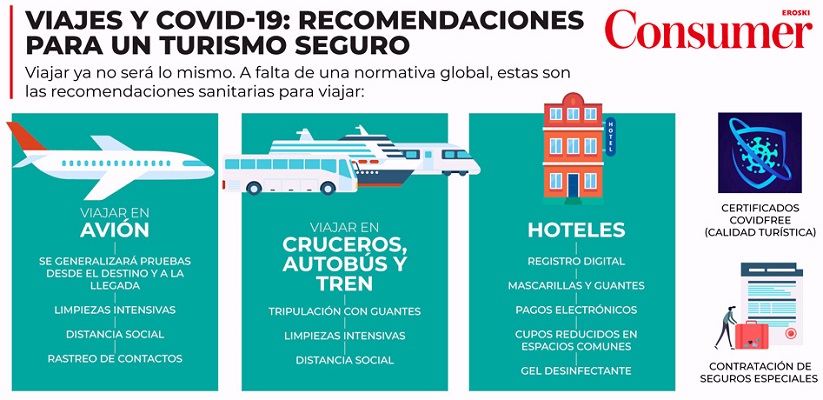 VIAJES Y COVID-19: RECOMENDACIONES
PARA UN TURISMO SEGURO
Viajar ya no será lo mismo. A falta de una normativa global, estas son
las recomendaciones sanitarias para viajar:
EROSKI
Consumer
VIAJAR EN
AVIÓN
SE GENERALIZARÁ PRUEBAS
DESDE EL DESTINO Y A LA
LLEGADA
LIMPIEZAS INTENSIVAS
DISTANCIA SOCIAL
RASTREO DE CONTACTOS
VIAJAR EN
CRUCEROS,
AUTOBÚS Y
TREN
TRIPULACIÓN CON GUANTES
LIMPIEZAS INTENSIVAS
DISTANCIA SOCIAL
HOTEL
HOTELES
REGISTRO DIGITAL
MASCARILLAS Y GUANTES
PAGOS ELECTRÓNICOS
CUPOS REDUCIDOS EN
ESPACIOS COMUNES
GEL DESINFECTANTE
CERTIFICADOS
COVIDFREE
(CALIDAD TURÍSTICA)
CONTRATACIÓN DE
SEGUROS ESPECIALES